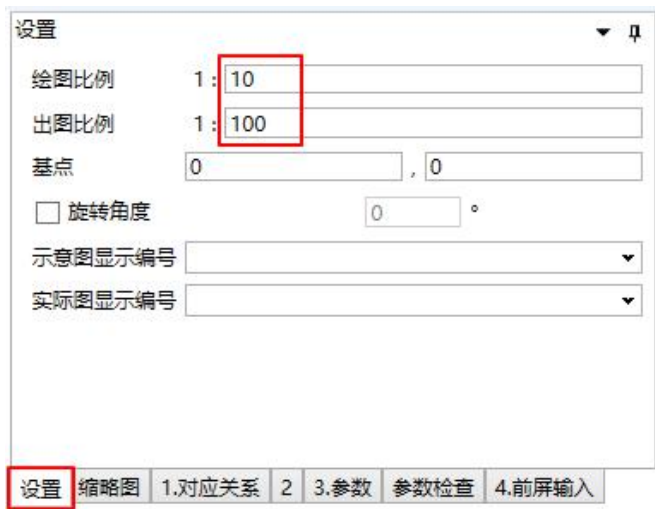 设置
绘图比例 1: 10
出图比例 1: 100
基点 0 , 0
旋转角度 0 °
示意图显示编号
实际图显示编号
设置 缩略图 1.对应关系 2 3.参数 参数检查 4.前屏输入